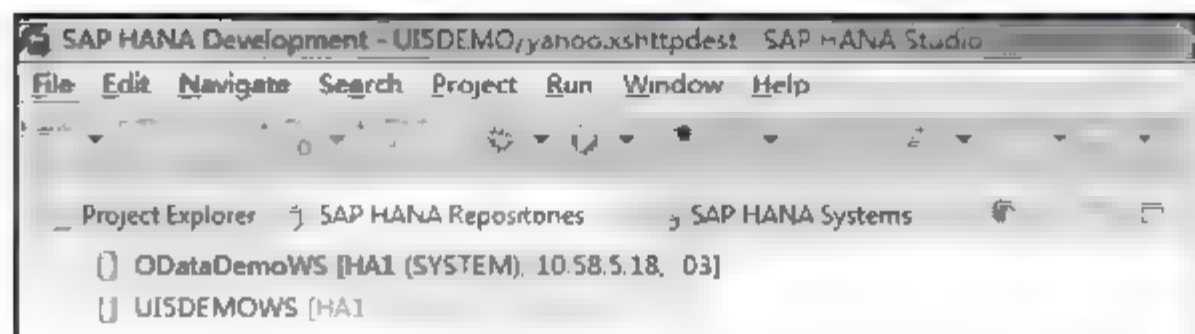 SAP HANA Development - UI5DEMO/yahoo.xshttpdest SAP HANA Studio
File Edit Navigate Search Project Run Window Help
Project Explorer SAP HANA Repositories SAP HANA Systems
ODataDemoWS [HA1 (SYSTEM), 10.58.5.18, 03]
UI5DEMOWS [HA1